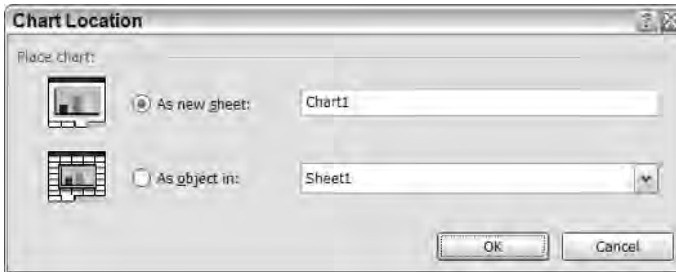 Chart Location
Place chart:
As new sheet: Chart1
As object in: Sheet1
OK Cancel